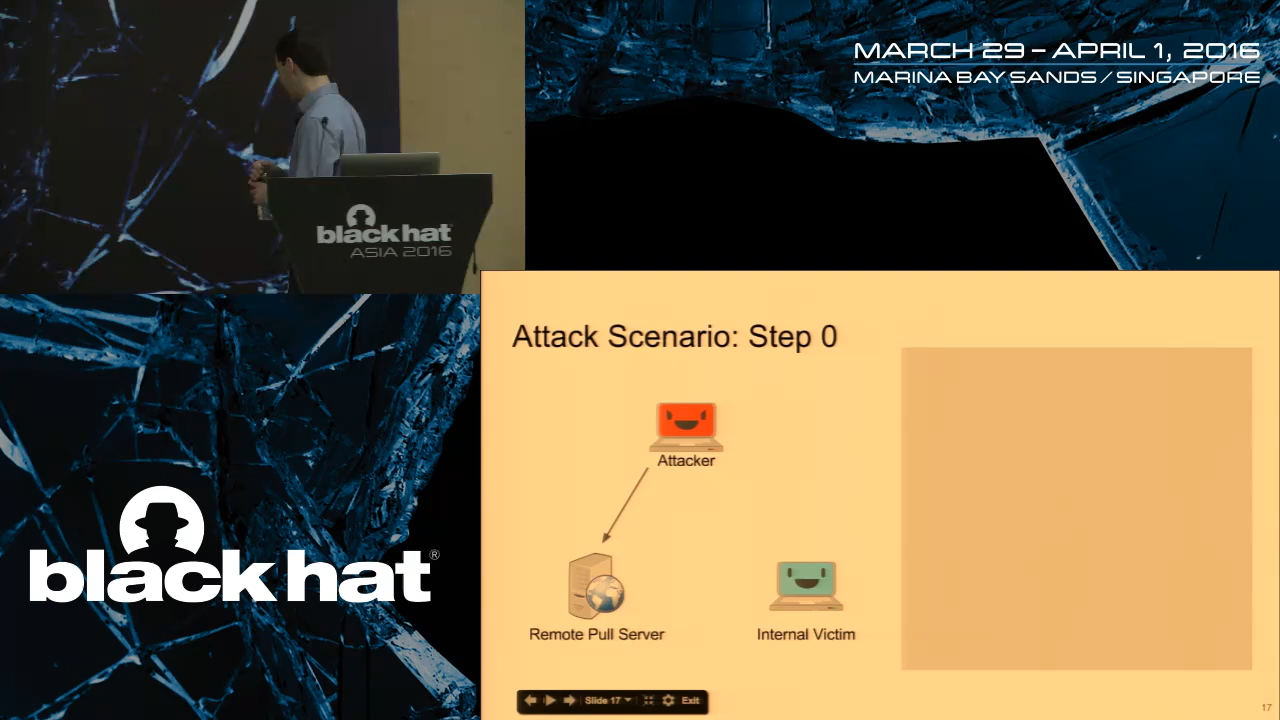 MARCH 29 – APRIL 1, 2016
MARINA BAY SANDS / SINGAPORE
black hat
ASIA 2016
Attack Scenario: Step 0
Attacker
Remote Pull Server
Internal Victim
black hat®
Slide 17
Exit
17